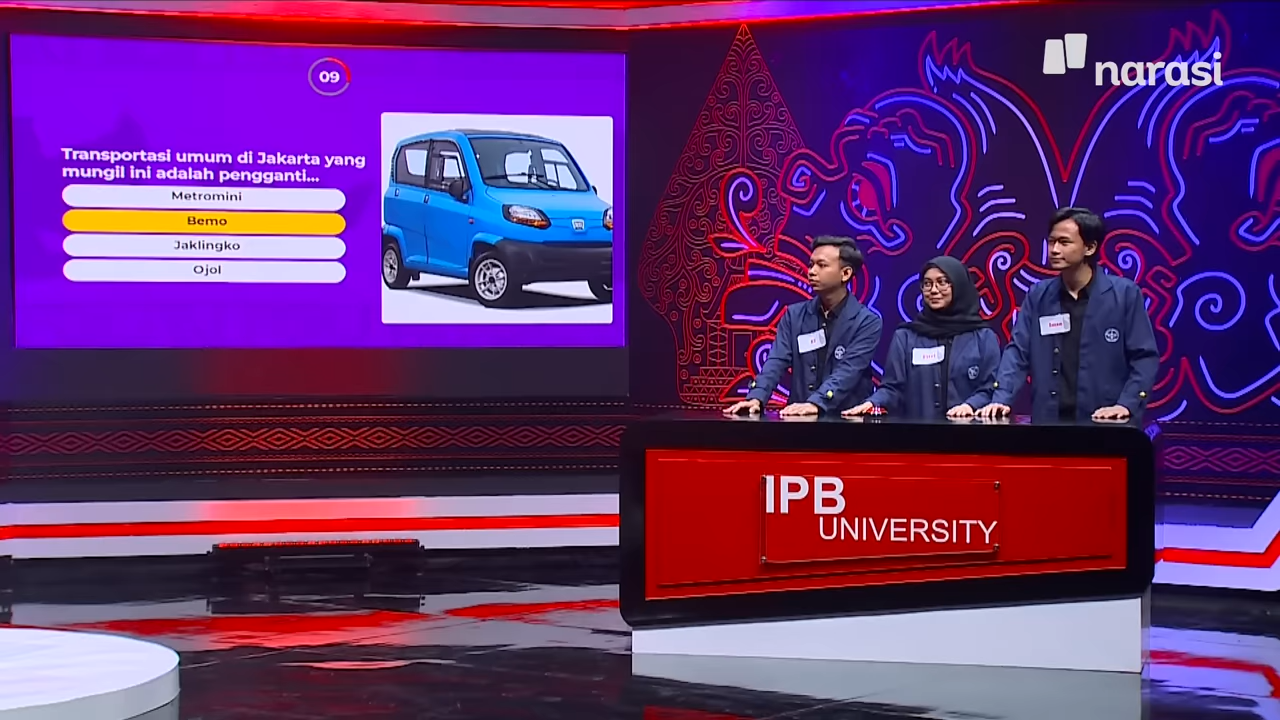 09
narasi
Transportasi umum di Jakarta yang
mungil ini adalah pengganti...
Metromini
Bemo
Jaklingko
Ojol
IPB
UNIVERSITY